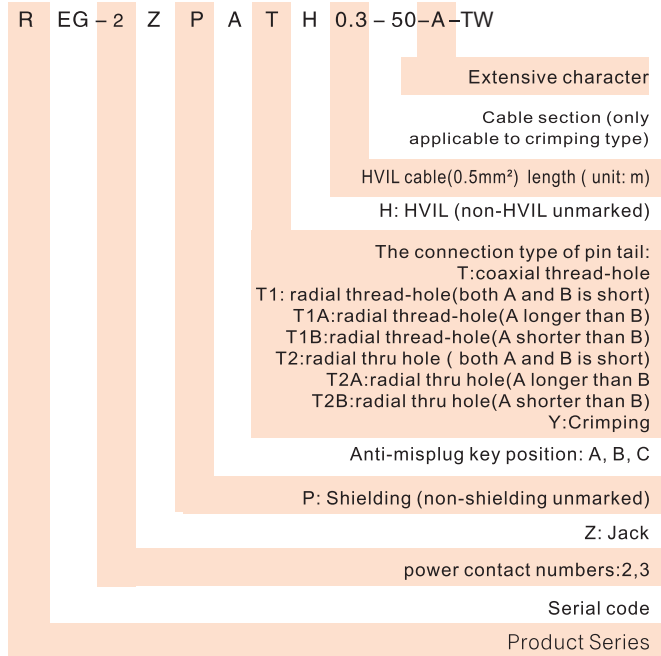 R EG – 2 Z P A T H 0.3 – 50–A–TW
Extensive character
Cable section (only
applicable to crimping type)
HVIL cable(0.5mm²) length ( unit: m)
H: HVIL (non-HVIL unmarked)
The connection type of pin tail:
T:coaxial thread-hole
T1: radial thread-hole(both A and B is short)
T1A:radial thread-hole(A longer than B)
T1B:radial thread-hole(A shorter than B)
T2:radial thru hole ( both A and B is short)
T2A:radial thru hole(A longer than B
T2B:radial thru hole(A shorter than B)
Y:Crimping
Anti-misplug key position: A, B, C
P: Shielding (non-shielding unmarked)
Z: Jack
power contact numbers:2,3
Serial code
Product Series